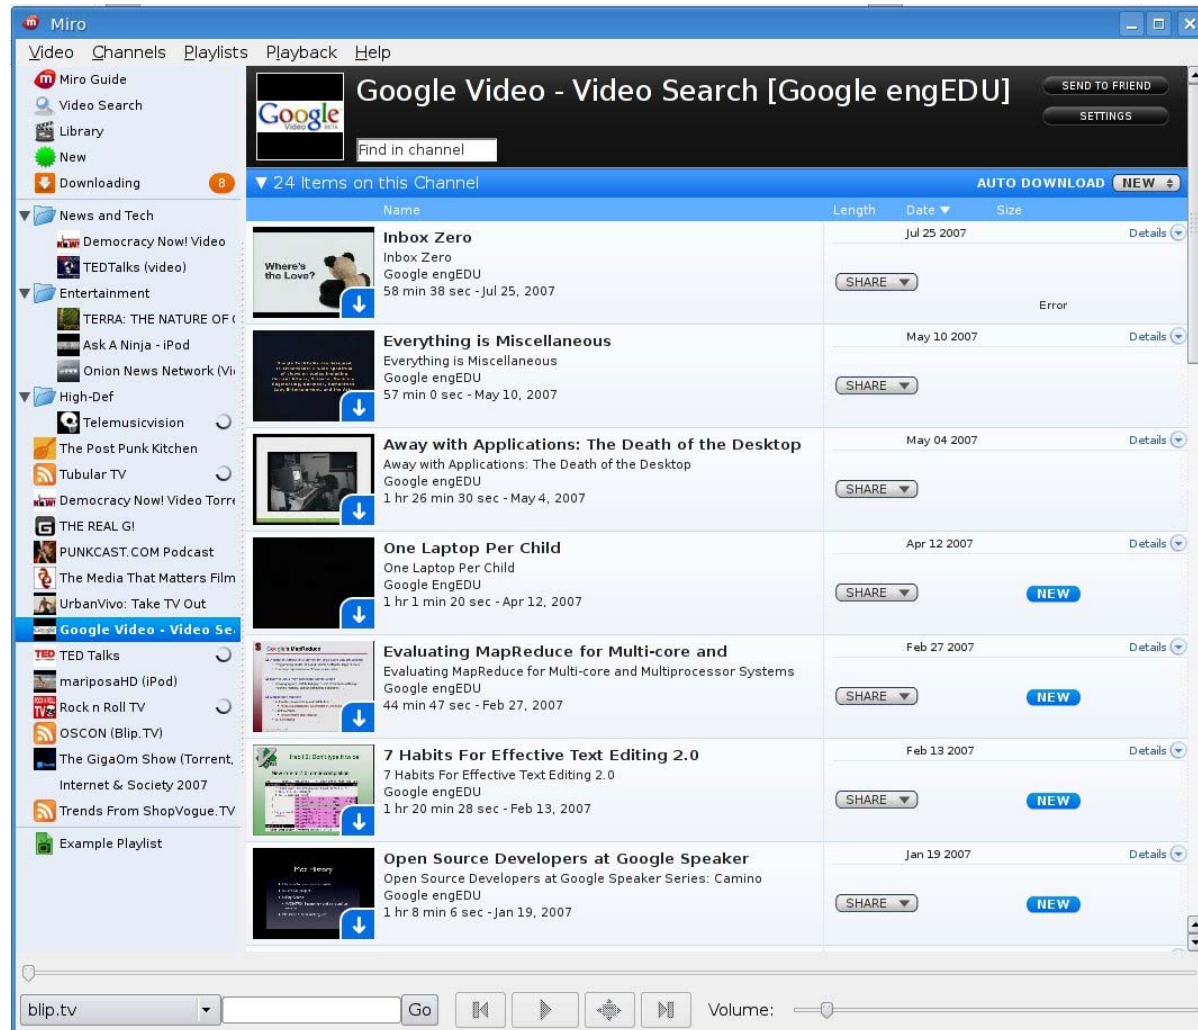 Miro
Video Channels Playlists Playback Help
Miro Guide
Video Search
Library
New
Downloading 8
News and Tech
Democracy Now! Video
TEDTalks (video)
Entertainment
TERRA: THE NATURE OF
Ask A Ninja - iPod
Onion News Network (Vi
High-Def
Telemusicvision
The Post Punk Kitchen
Tubular TV
Democracy Now! Video Torre
THE REAL G!
PUNKCAST.COM Podcast
The Media That Matters Film
UrbanVivo: Take TV Out
Google Video - Video Se
TED TED Talks
mariposaHD (iPod)
Rock n Roll TV
OSCON (Blip.TV)
The GigaOm Show (Torrent,
Internet & Society 2007
Trends From ShopVogue.TV
Example Playlist
Google
Video BETA
Google Video - Video Search [Google engEDU]
SEND TO FRIEND
SETTINGS
Find in channel
24 Items on this Channel
AUTO DOWNLOAD NEW
Name Length Date Size
Where's
the Love?
Inbox Zero
Inbox Zero
Google engEDU
58 min 38 sec - Jul 25, 2007
Jul 25 2007 Details
SHARE
Error
Everything is Miscellaneous
Everything is Miscellaneous
Google engEDU
57 min 0 sec - May 10, 2007
May 10 2007 Details
SHARE
Away with Applications: The Death of the Desktop
Away with Applications: The Death of the Desktop
Google engEDU
1 hr 26 min 30 sec - May 4, 2007
May 04 2007 Details
SHARE
One Laptop Per Child
One Laptop Per Child
Google EngEDU
1 hr 1 min 20 sec - Apr 12, 2007
Apr 12 2007 Details
SHARE NEW
Google's MapReduce
Evaluating MapReduce for Multi-core and
Evaluating MapReduce for Multi-core and Multiprocessor Systems
Google engEDU
44 min 47 sec - Feb 27, 2007
Feb 27 2007 Details
SHARE NEW
Habit 2: Don't type it twice
7 Habits For Effective Text Editing 2.0
7 Habits For Effective Text Editing 2.0
Google engEDU
1 hr 20 min 28 sec - Feb 13, 2007
Feb 13 2007 Details
SHARE NEW
Open Source Developers at Google Speaker
Open Source Developers at Google Speaker Series: Camino
Google engEDU
1 hr 8 min 6 sec - Jan 19, 2007
Jan 19 2007 Details
SHARE NEW
blip.tv Go Volume: